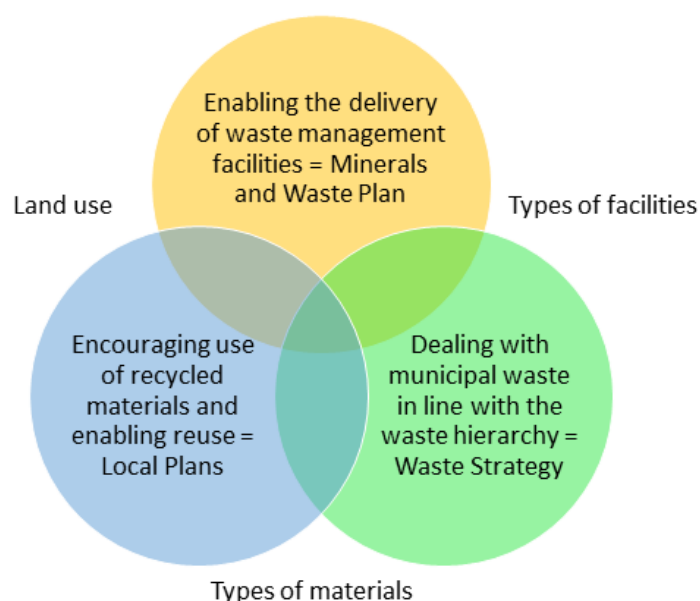 Enabling the delivery
of waste management
facilities = Minerals
and Waste Plan
Land use
Types of facilities
Encouraging use
of recycled
materials and
enabling reuse =
Local Plans
Dealing with
municipal waste
in line with the
waste hierarchy =
Waste Strategy
Types of materials